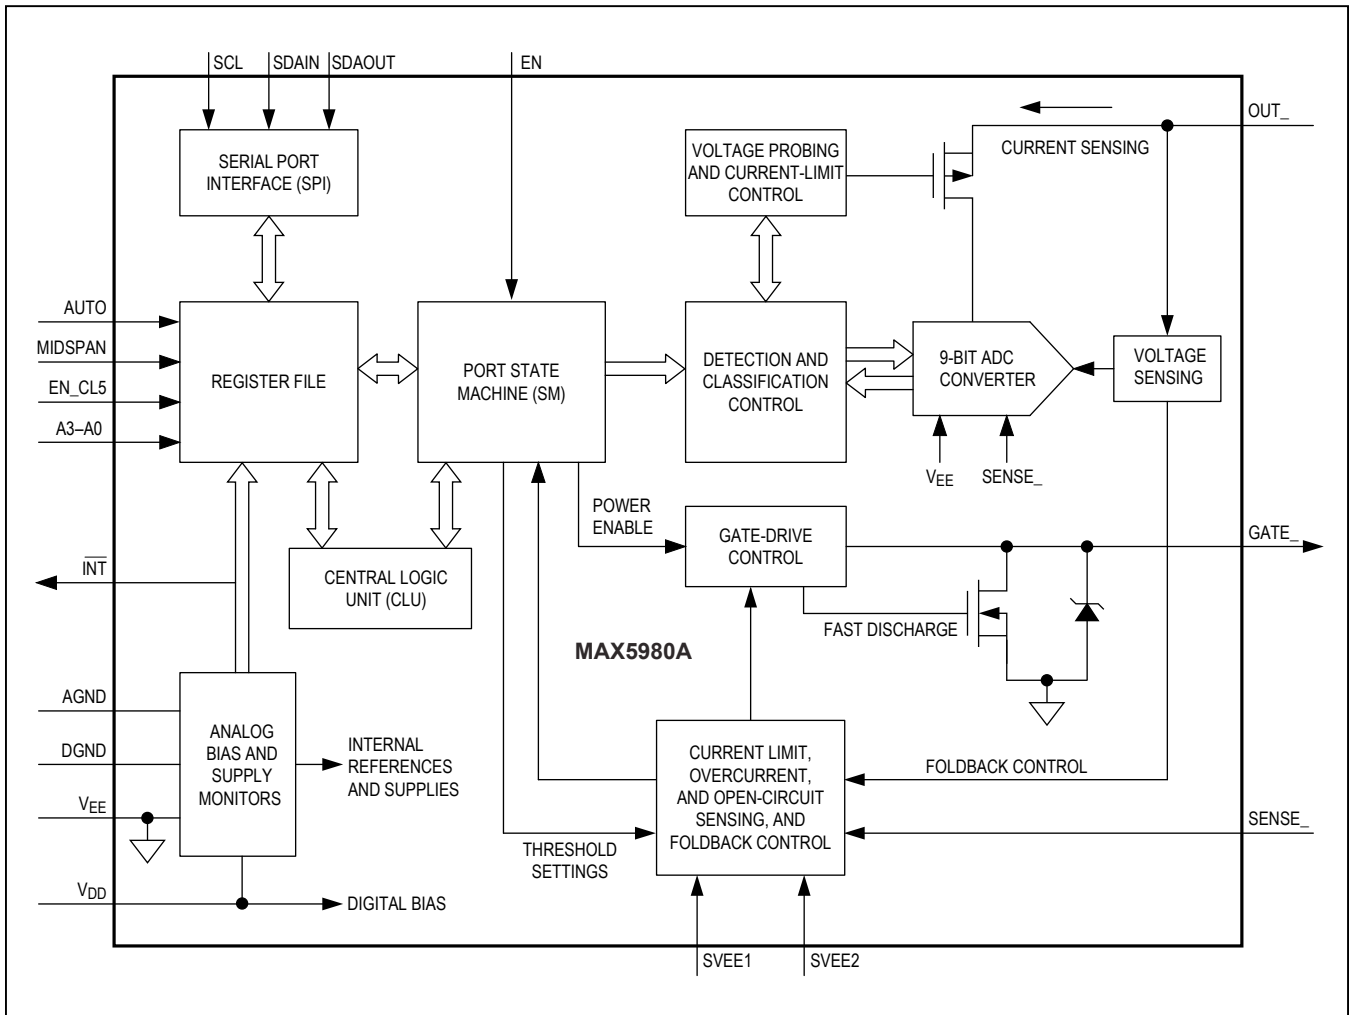 SCL
SDAIN
SDAOUT
EN
OUT_
CURRENT SENSING
SERIAL PORT
INTERFACE (SPI)
VOLTAGE PROBING
AND CURRENT-LIMIT
CONTROL
AUTO
MIDSPAN
EN_CL5
A3–A0
REGISTER FILE
PORT STATE
MACHINE (SM)
DETECTION AND
CLASSIFICATION
CONTROL
9-BIT ADC
CONVERTER
VOLTAGE
SENSING
VEE
SENSE_
POWER
ENABLE
GATE-DRIVE
CONTROL
GATE_
INT
CENTRAL LOGIC
UNIT (CLU)
FAST DISCHARGE
MAX5980A
AGND
DGND
VEE
VDD
ANALOG
BIAS AND
SUPPLY
MONITORS
INTERNAL
REFERENCES
AND SUPPLIES
DIGITAL BIAS
THRESHOLD
SETTINGS
CURRENT LIMIT,
OVERCURRENT,
AND OPEN-CIRCUIT
SENSING, AND
FOLDBACK CONTROL
FOLDBACK CONTROL
SENSE_
SVEE1
SVEE2